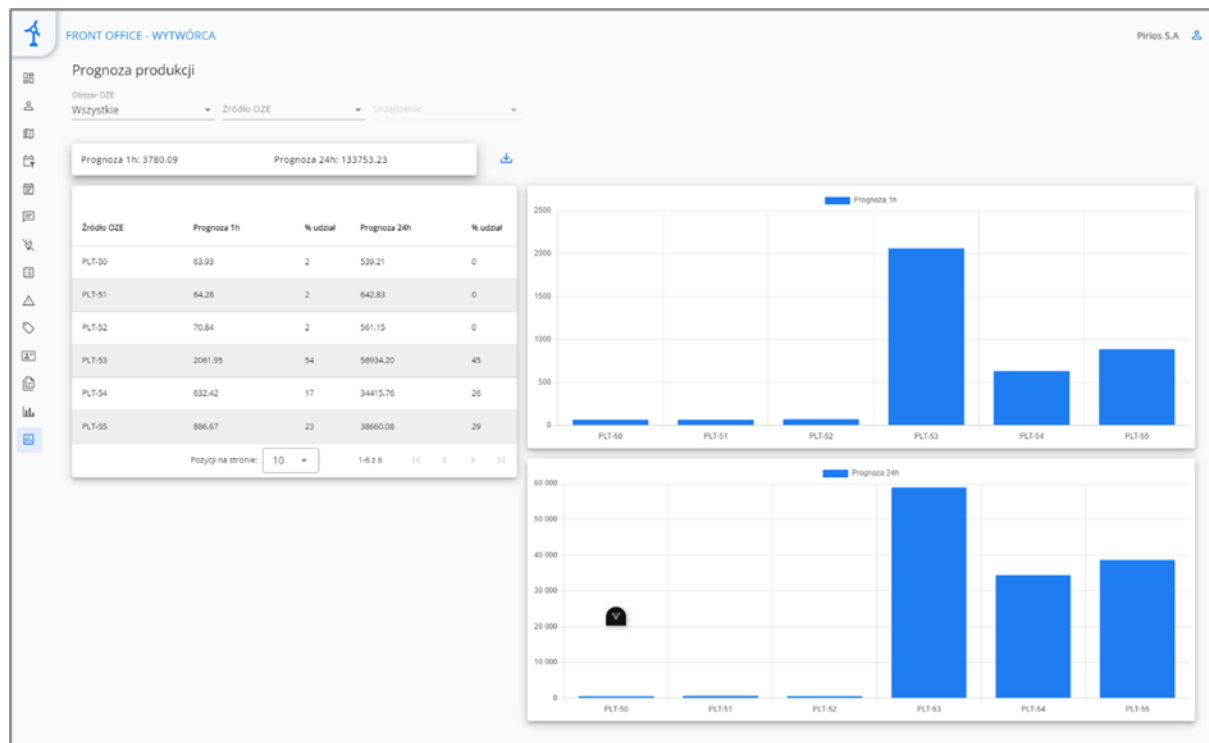 FRONT OFFICE - WYTWÓRCA
Pirios S.A
Prognoza produkcji
Obszar OZE
Wszystkie
Źródło OZE
Urządzenie
Prognoza 1h: 3780.09
Prognoza 24h: 133753.23
Źródło OZE Prognoza 1h % udział Prognoza 24h % udział
PLT-50 63.93 2 539.21 0
PLT-51 64.28 2 642.83 0
PLT-52 70.84 2 561.15 0
PLT-53 2061.95 54 58934.20 45
PLT-54 632.42 17 34415.76 26
PLT-55 886.67 23 38660.08 29
Pozycji na stronie: 10 1-6 z 6
Prognoza 1h
2500
2000
1500
1000
500
0
PLT-50 PLT-51 PLT-52 PLT-53 PLT-54 PLT-55
Prognoza 24h
60 000
50 000
40 000
30 000
20 000
10 000
0
PLT-50 PLT-51 PLT-52 PLT-53 PLT-54 PLT-55